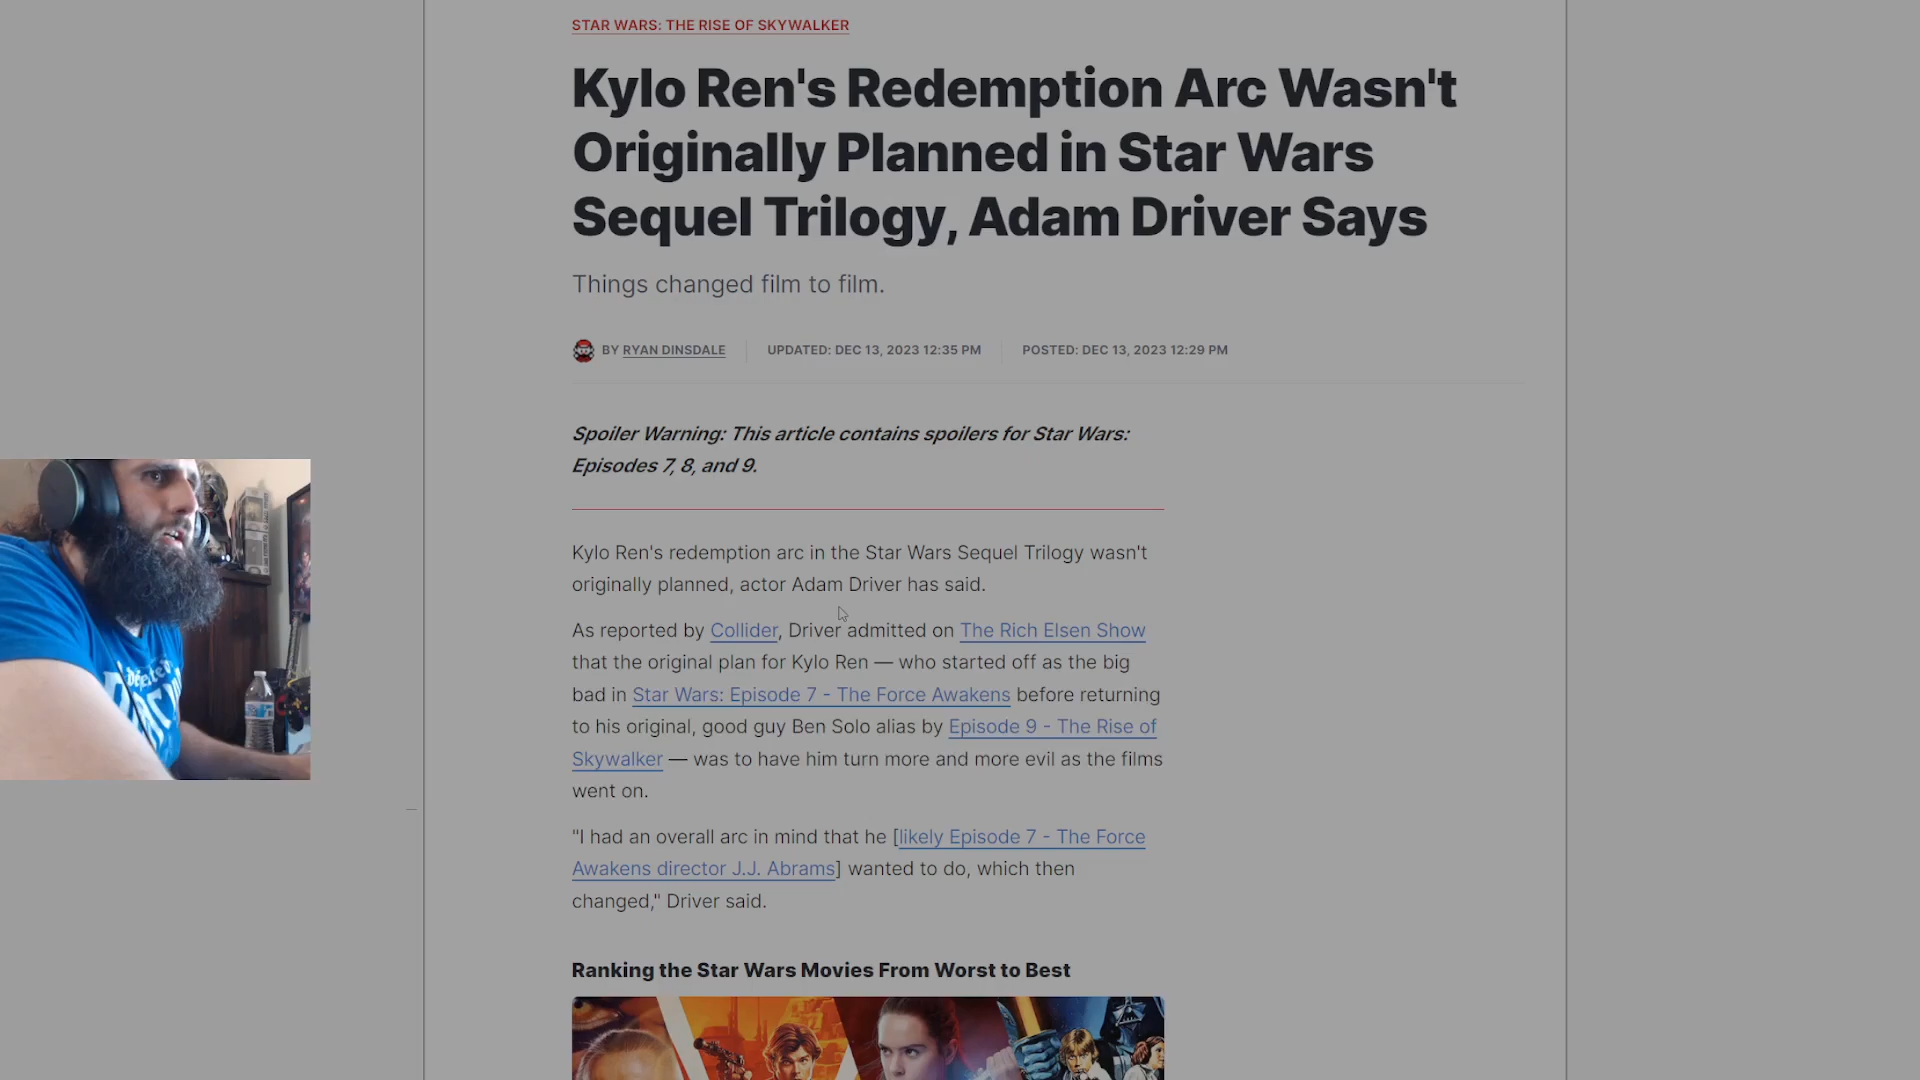 STAR WARS: THE RISE OF SKYWALKER
Kylo Ren's Redemption Arc Wasn't
Originally Planned in Star Wars
Sequel Trilogy, Adam Driver Says
Things changed film to film.
BY RYAN DINSDALE UPDATED: DEC 13, 2023 12:35 PM POSTED: DEC 13, 2023 12:29 PM
Spoiler Warning: This article contains spoilers for Star Wars:
Episodes 7, 8, and 9.
Kylo Ren's redemption arc in the Star Wars Sequel Trilogy wasn't
originally planned, actor Adam Driver has said.
As reported by Collider, Driver admitted on The Rich Elsen Show
that the original plan for Kylo Ren — who started off as the big
bad in Star Wars: Episode 7 - The Force Awakens before returning
to his original, good guy Ben Solo alias by Episode 9 - The Rise of
Skywalker — was to have him turn more and more evil as the films
went on.
"I had an overall arc in mind that he [likely Episode 7 - The Force
Awakens director J.J. Abrams] wanted to do, which then
changed," Driver said.
Ranking the Star Wars Movies From Worst to Best